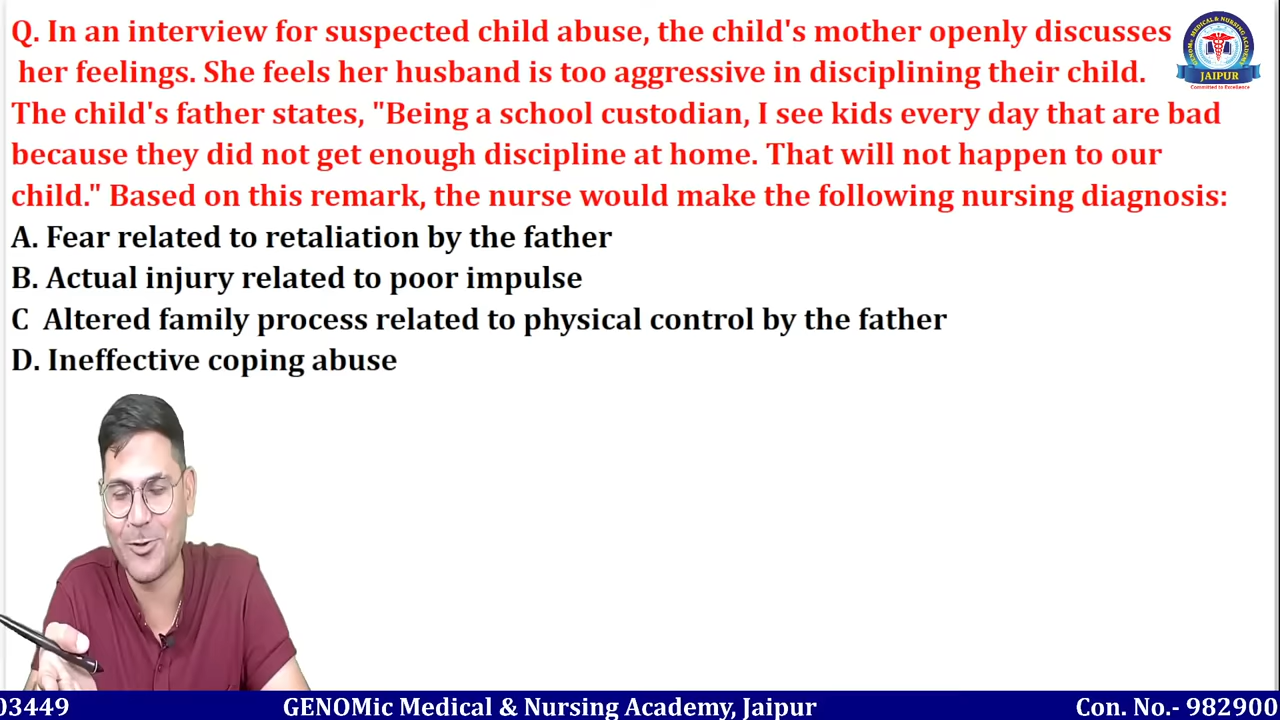 Q. In an interview for suspected child abuse, the child's mother openly discusses
her feelings. She feels her husband is too aggressive in disciplining their child.
The child's father states, "Being a school custodian, I see kids every day that are bad
because they did not get enough discipline at home. That will not happen to our
child." Based on this remark, the nurse would make the following nursing diagnosis:
A. Fear related to retaliation by the father
B. Actual injury related to poor impulse
C  Altered family process related to physical control by the father
D. Ineffective coping abuse
JAIPUR
Committed to Excellence
03449
GENOMic Medical & Nursing Academy, Jaipur
Con. No.- 982900